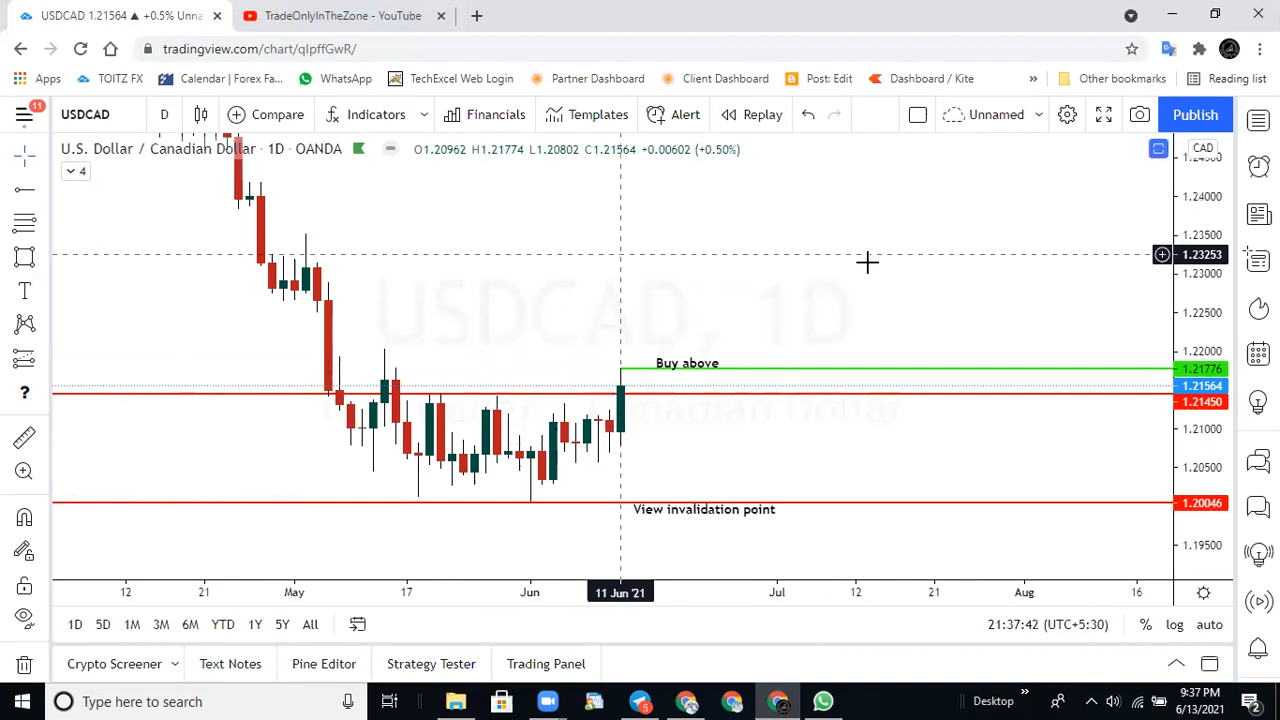 USDCAD 1.21564 ▲ +0.5% Unna
TradeOnlyInTheZone - YouTube
tradingview.com/chart/qIpffGwR/
Apps
TOITZ FX
Calendar | Forex Fa...
WhatsApp
TechExcel Web Login
Partner Dashboard
Client Dashboard
Post: Edit
Dashboard / Kite
»
Other bookmarks
Reading list
11
USDCAD
D
Compare
Indicators
Financials
Templates
Alert
Replay
Unnamed
Publish
U.S. Dollar / Canadian Dollar · 1D · OANDA
O1.20962 H1.21774 L1.20802 C1.21564 +0.00602 (+0.50%)
CAD
4
1.24000
1.23500
1.23253
1.23000
1.22500
1.22000
1.21776
1.21564
1.21450
1.21000
1.20500
1.20046
1.19500
USDCAD, 1D
Buy above
View invalidation point
12
21
May
17
Jun
11 Jun '21
Jul
12
21
Aug
16
1D
5D
1M
3M
6M
YTD
1Y
5Y
All
21:37:42 (UTC+5:30)
%
log
auto
Crypto Screener
Text Notes
Pine Editor
Strategy Tester
Trading Panel
Type here to search
5
Desktop
»
9:37 PM
6/13/2021
2